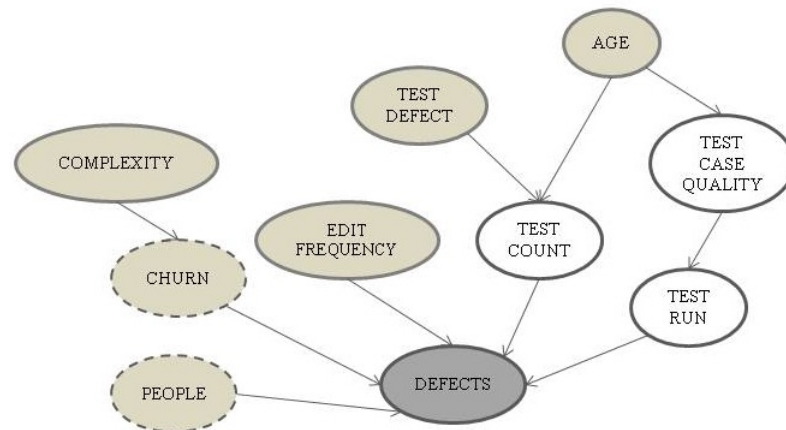 AGE
TEST
DEFECT
TEST
CASE
QUALITY
COMPLEXITY
EDIT
FREQUENCY
TEST
COUNT
CHURN
TEST
RUN
DEFECTS
PEOPLE